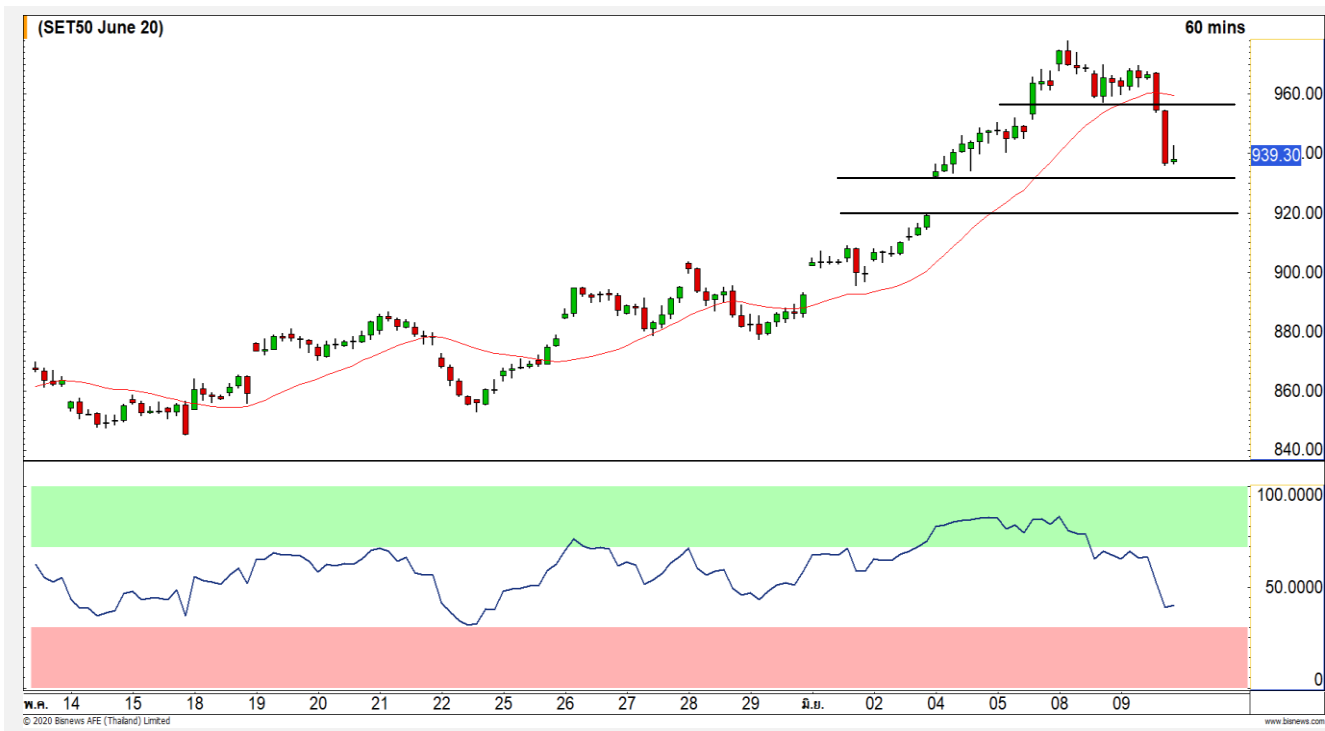 (SET50 June 20)
60 mins
960.00
939.30
.00
920.00
900.00
880.00
860.00
840.00
100.0000
50.0000
0
พ.ค. 14 15 18 19 20 21 22 25 26 27 28 29 มิ.ย. 02 04 05 08 09
© 2020 Bisnews AFE (Thailand) Limited
www.bisnews.com